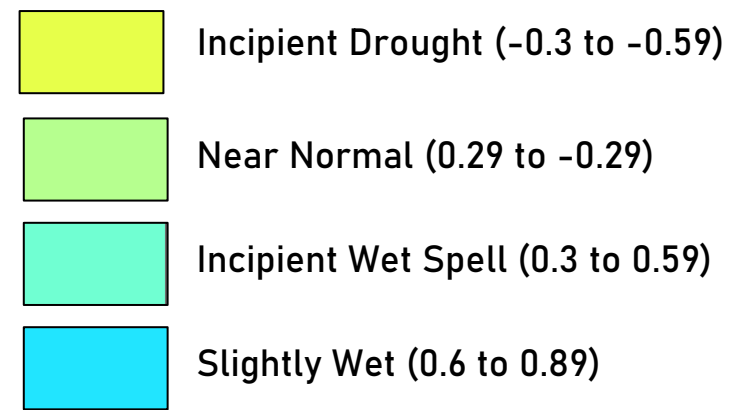 Incipient Drought (-0.3 to -0.59)
Near Normal (0.29 to -0.29)
Incipient Wet Spell (0.3 to 0.59)
Slightly Wet (0.6 to 0.89)